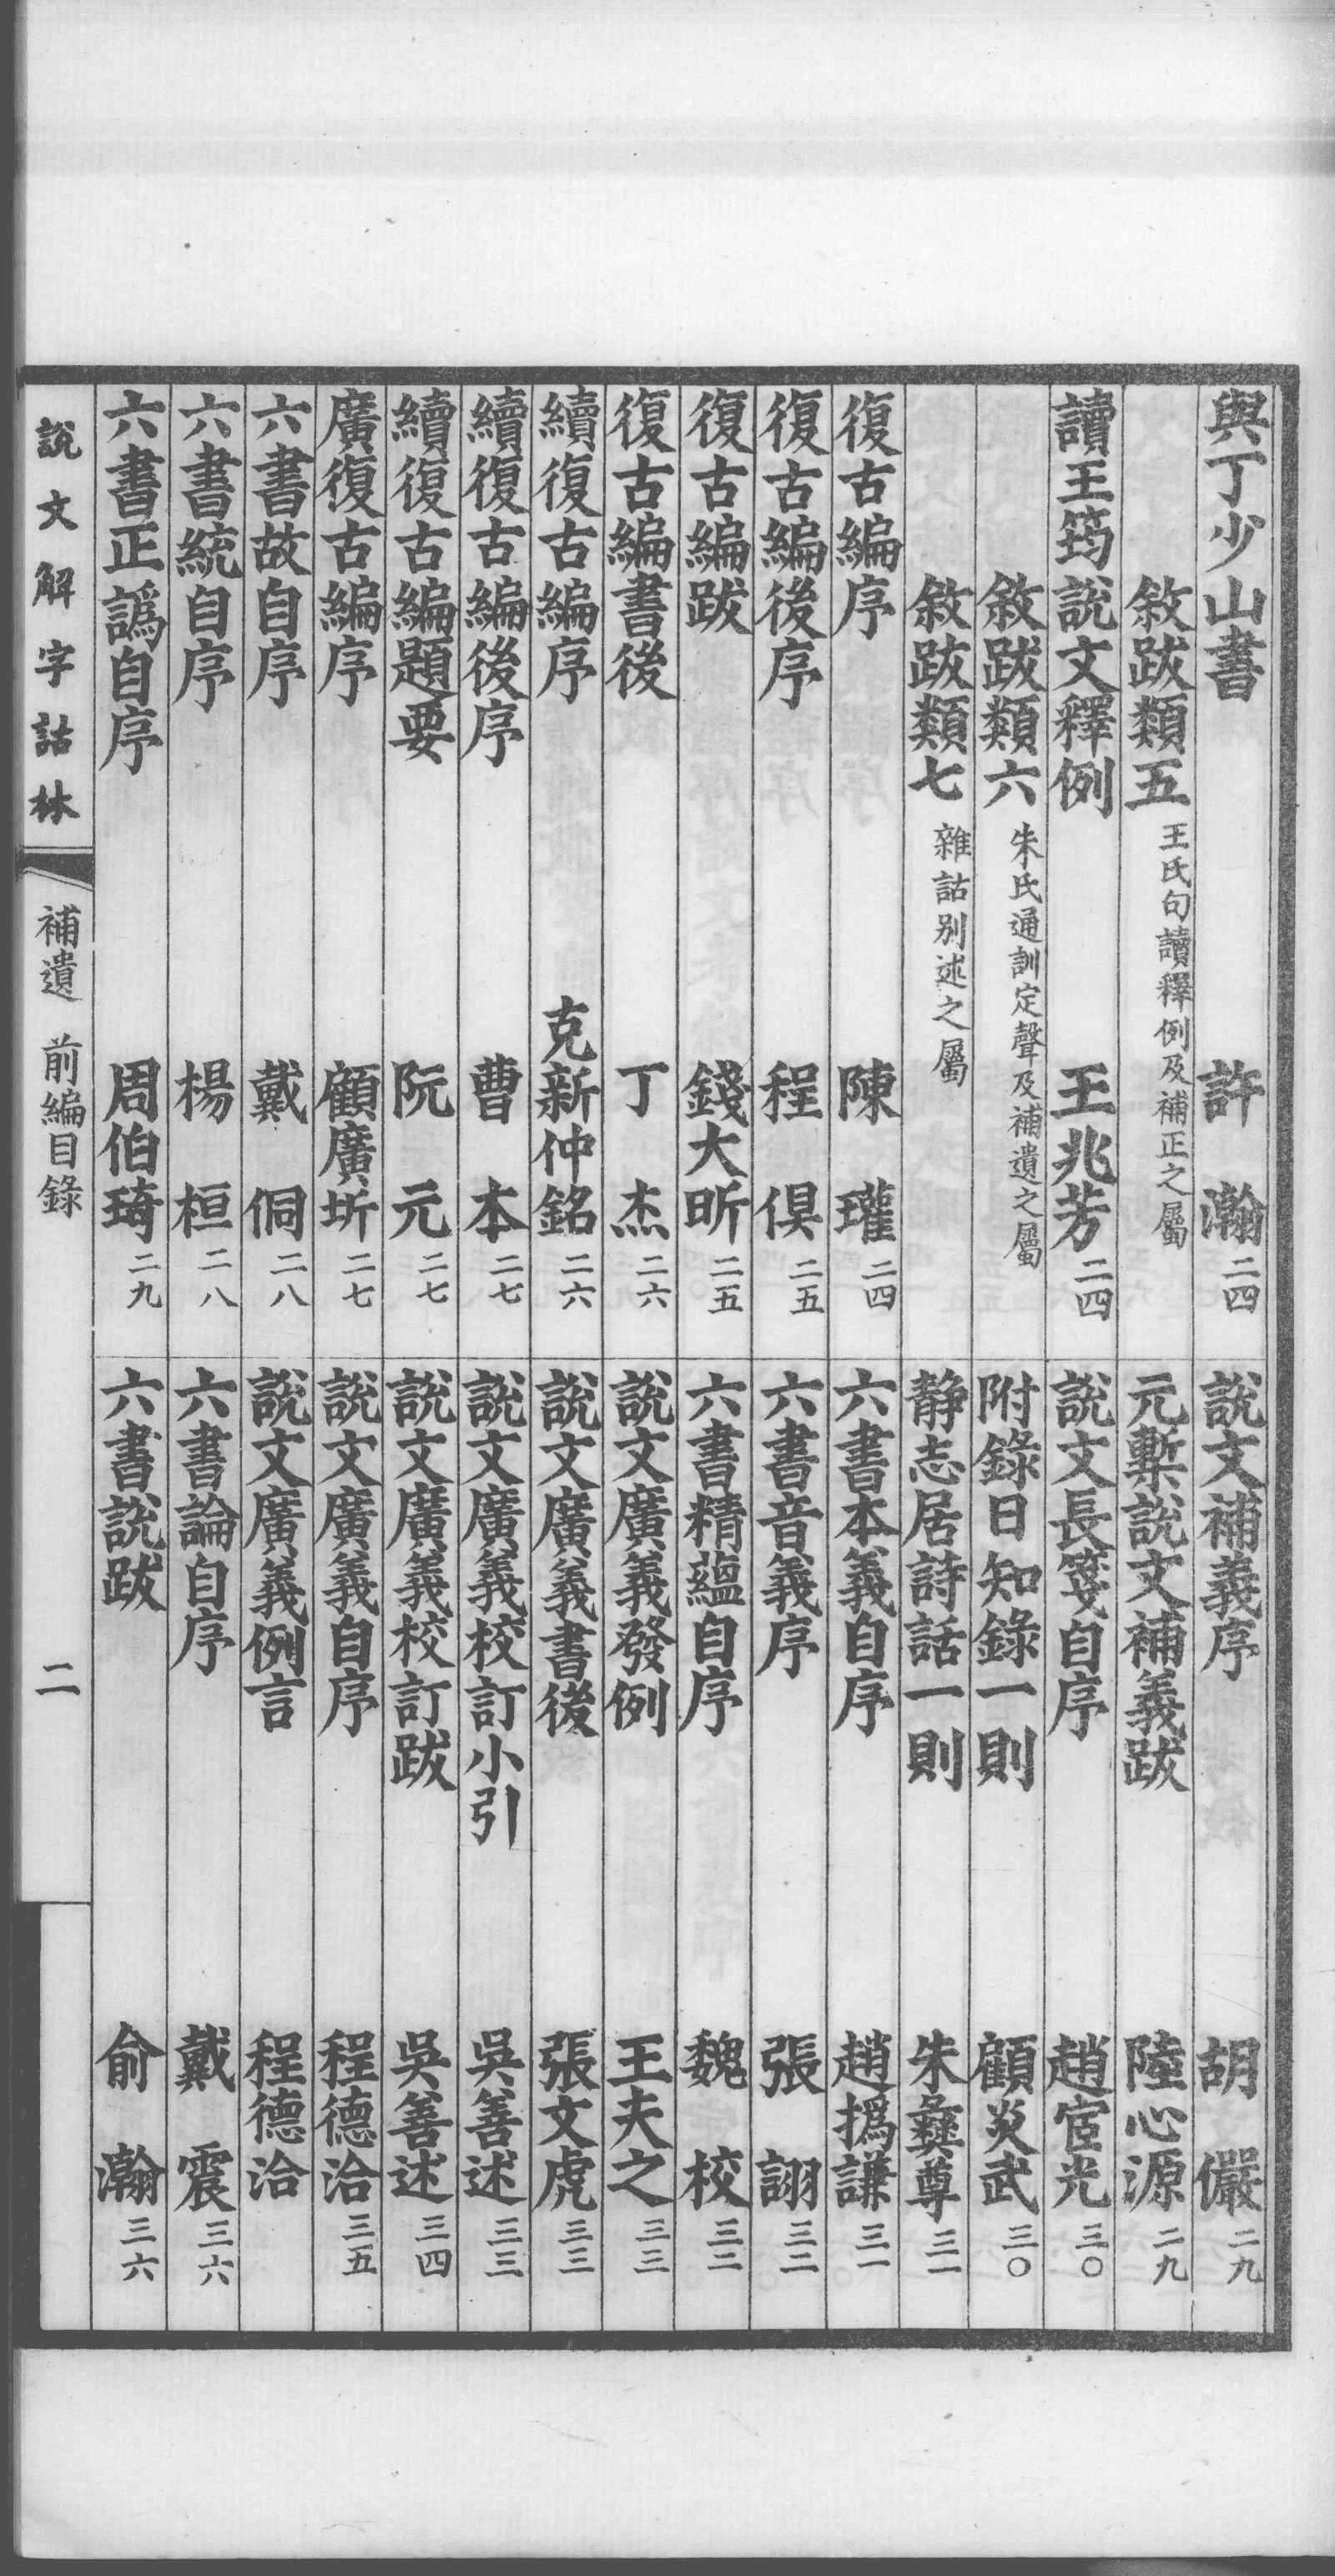 與丁少山書　許　瀚二四
敘跋類五王氏句讀釋例及補正之屬
讀王筠說文釋例　王兆芳二四
敘跋類六朱氏通訓定聲及補遺之屬
敘跋類七雜詁別述之屬
復古編序　陳　瓘二四
復古編後序　程　俱二五
復古編跋　錢大昕二五
復古編書後　丁　杰二六
續復古編序　克新仲銘二六
續復古編後序　曹　本二七
續復古編題要　阮　元二七
廣復古編序　顧廣圻二七
六書故自序　戴　侗二八
六書統自序　楊　桓二八
六書正譌自序　周伯琦二九
說文補義序　胡　儼二九
元槧說文補義跋　陸心源二九
說文長箋自序　趙宧光三〇
附錄日知錄一則　顧炎武三〇
靜志居詩話一則　朱彝尊三一
六書本義自序　趙撝謙三一
六書音義序　張　詡三二
六書精蘊自序　魏　校三二
說文廣義發例　王夫之三三
說文廣義書後　張文虎三三
說文廣義校訂小引　吳善述三三
說文廣義校訂跋　吳善述三四
說文廣義自序　程德洽三五
說文廣義例言　程德洽
六書論自序　戴　震三六
六書說跋　俞　瀚三六
說文解字詁林　補遺　前編目錄　二